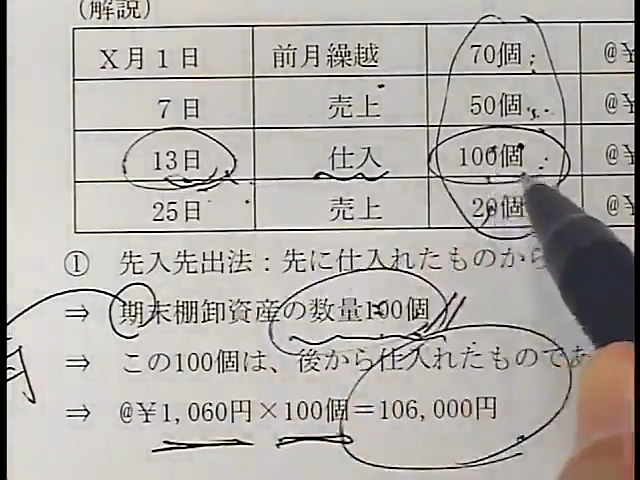 (解説)
X月1日 前月繰越 70個 @¥
7日 売上 50個 @¥
13日 仕入 100個 @¥
25日 売上 20個 @¥
① 先入先出法:先に仕入れたものから
⇒ 期末棚卸資産の数量100個
⇒ この100個は、後から仕入れたものであ
⇒ @¥1,060円×100個=106,000円